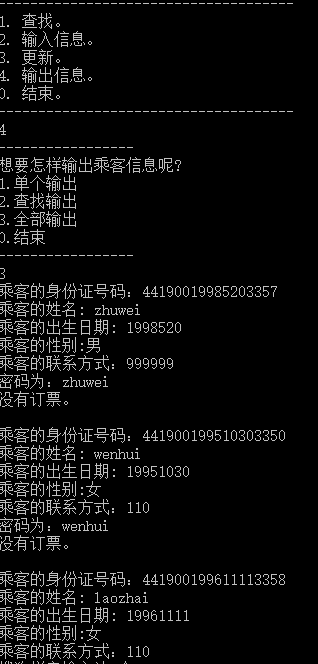 ------------------------------------
1. 查找。
2. 输入信息。
3. 更新。
4. 输出信息。
0. 结束。
------------------------------------
4
-----------------
想要怎样输出乘客信息呢?
1.单个输出
2.查找输出
3.全部输出
0.结束
-----------------
3
乘客的身份证号码：44190019985203357
乘客的姓名: zhuwei
乘客的出生日期: 1998520
乘客的性别:男
乘客的联系方式：999999
密码为：zhuwei
没有订票。
乘客的身份证号码：441900199510303350
乘客的姓名: wenhui
乘客的出生日期: 19951030
乘客的性别:女
乘客的联系方式：110
密码为：wenhui
没有订票。
乘客的身份证号码：441900199611113358
乘客的姓名: laozhai
乘客的出生日期: 19961111
乘客的性别:女
乘客的联系方式：110